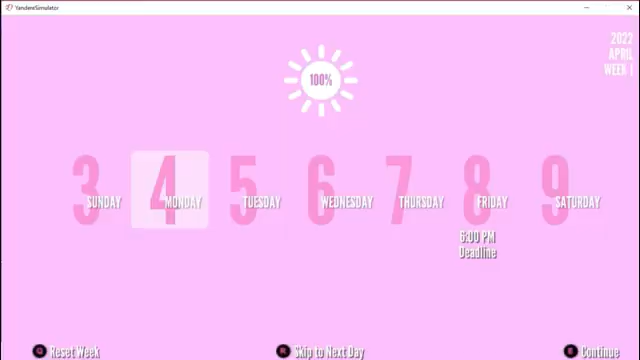 YandereSimulator
2022
APRIL
WEEK 1
100%
3 4 5 6 7 8 9
SUNDAY MONDAY TUESDAY WEDNESDAY THURSDAY FRIDAY SATURDAY
6:00 PM
Deadline
Q Reset Week R Skip to Next Day E Continue